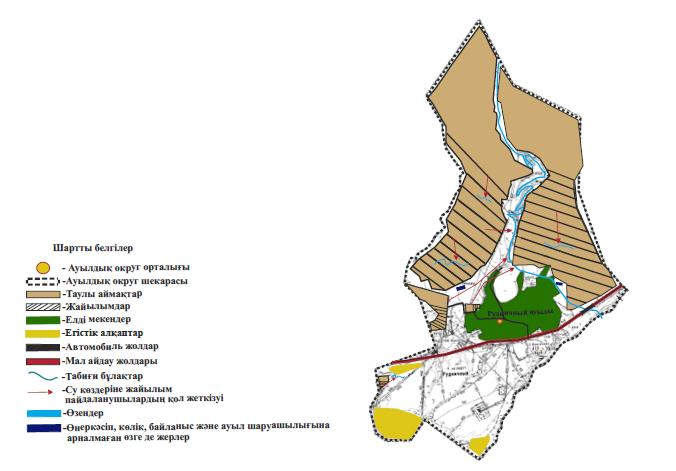 Шартты белгілер
- Ауылдық округ орталығы
-Ауылдық округ шекарасы
-Таулы аймақтар
-Жайылымдар
-Елді мекендер
-Егістік алқаптар
-Автомобиль жолдар
-Мал айдау жолдары
-Табиғи бұлақтар
-Су көздеріне жайылым
пайдаланушылардың қол жеткізуі
-Өзендер
-Өнеркәсіп, көлік, байланыс және ауыл шаруашылығына
арналмаған өзге де жерлер
Рудничный ауылы
Рудничный